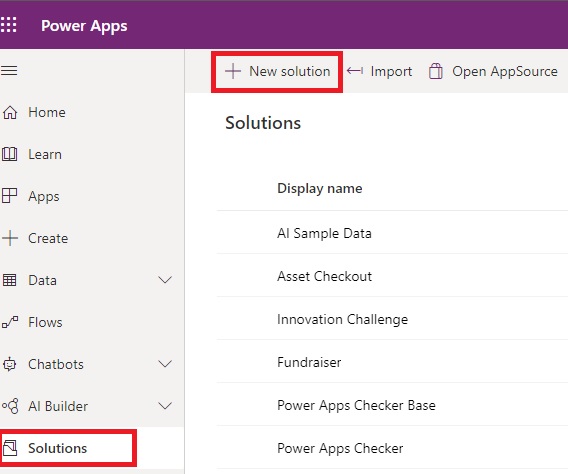 Power Apps
New solution
Import
Open AppSource
Home
Learn
Apps
Create
Data
Flows
Chatbots
AI Builder
Solutions
Solutions
Display name
AI Sample Data
Asset Checkout
Innovation Challenge
Fundraiser
Power Apps Checker Base
Power Apps Checker